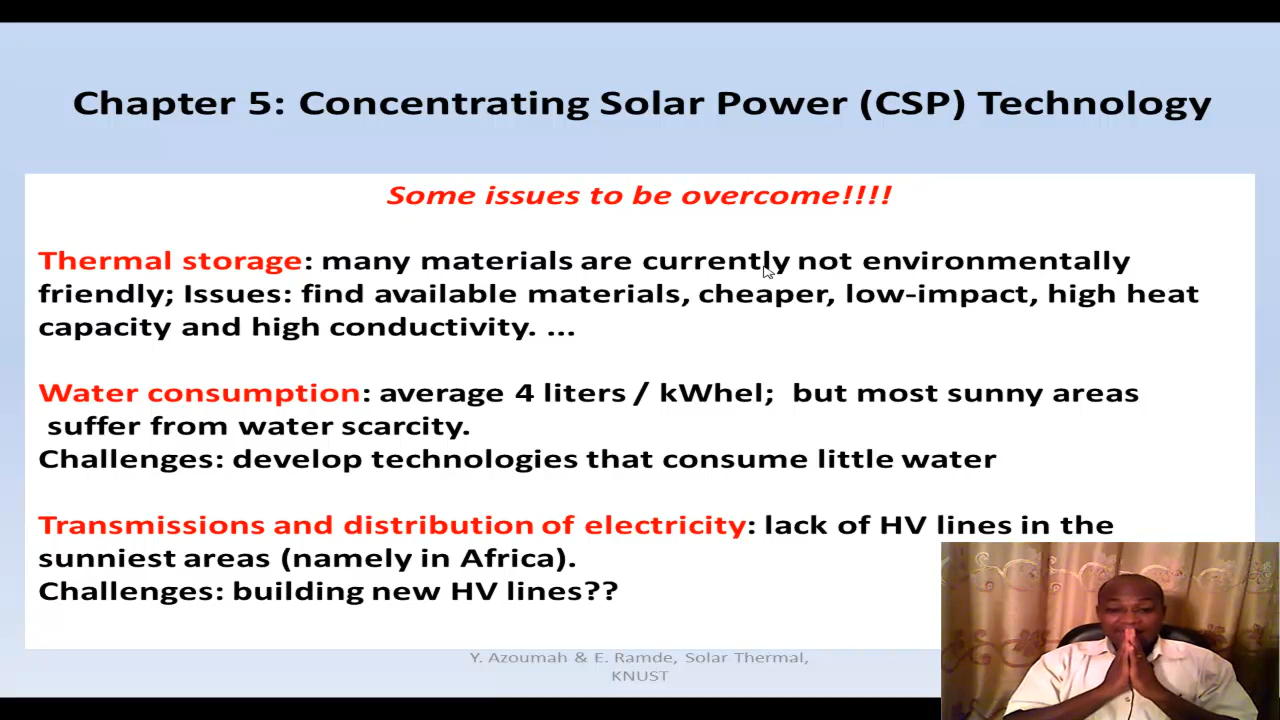 Chapter 5: Concentrating Solar Power (CSP) Technology
Some issues to be overcome!!!!
Thermal storage: many materials are currently not environmentally
friendly; Issues: find available materials, cheaper, low-impact, high heat
capacity and high conductivity. ...
Water consumption: average 4 liters / kWhel;  but most sunny areas
suffer from water scarcity.
Challenges: develop technologies that consume little water
Transmissions and distribution of electricity: lack of HV lines in the
sunniest areas (namely in Africa).
Challenges: building new HV lines??
Y. Azoumah & E. Ramde, Solar Thermal,
KNUST